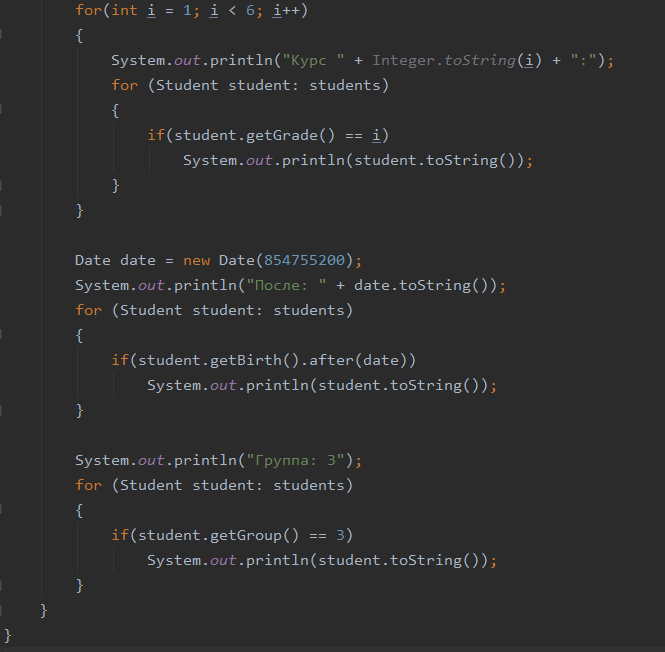 for(int i = 1; i < 6; i++)
{
System.out.println("Курс " + Integer.toString(i) + ":");
for (Student student: students)
{
if(student.getGrade() == i)
System.out.println(student.toString());
}
}
Date date = new Date(854755200);
System.out.println("После: " + date.toString());
for (Student student: students)
{
if(student.getBirth().after(date))
System.out.println(student.toString());
}
System.out.println("Группа: 3");
for (Student student: students)
{
if(student.getGroup() == 3)
System.out.println(student.toString());
}
}
}